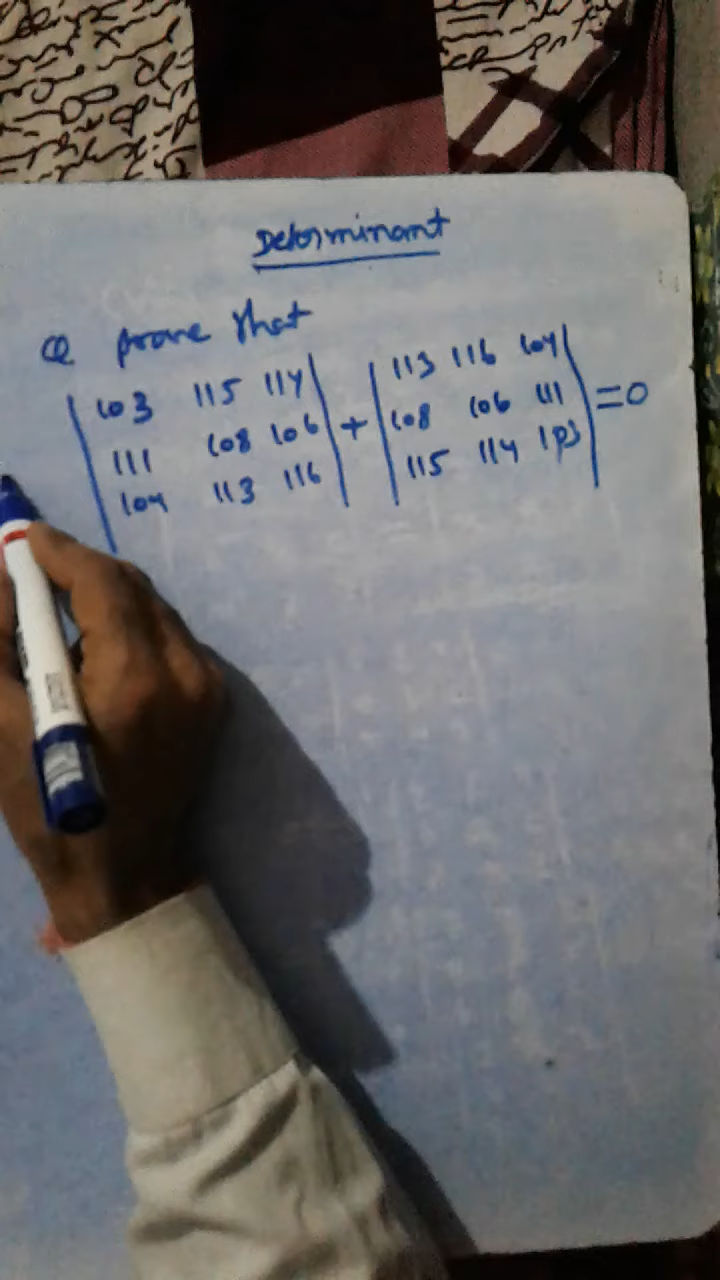 Determinant
Q prove that
| 103 115 114 | + | 113 116 104 | = 0
| 111 108 106 | | 108 106 111 |
| 104 113 116 | | 115 114 103 |